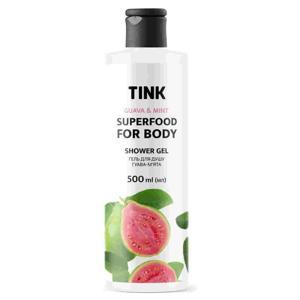 TINK
GUAVA & MINT
SUPERFOOD
FOR BODY
SHOWER GEL
ГЕЛЬ ДЛЯ ДУШУ
ГУАВА-М'ЯТА
500 ml (мл)